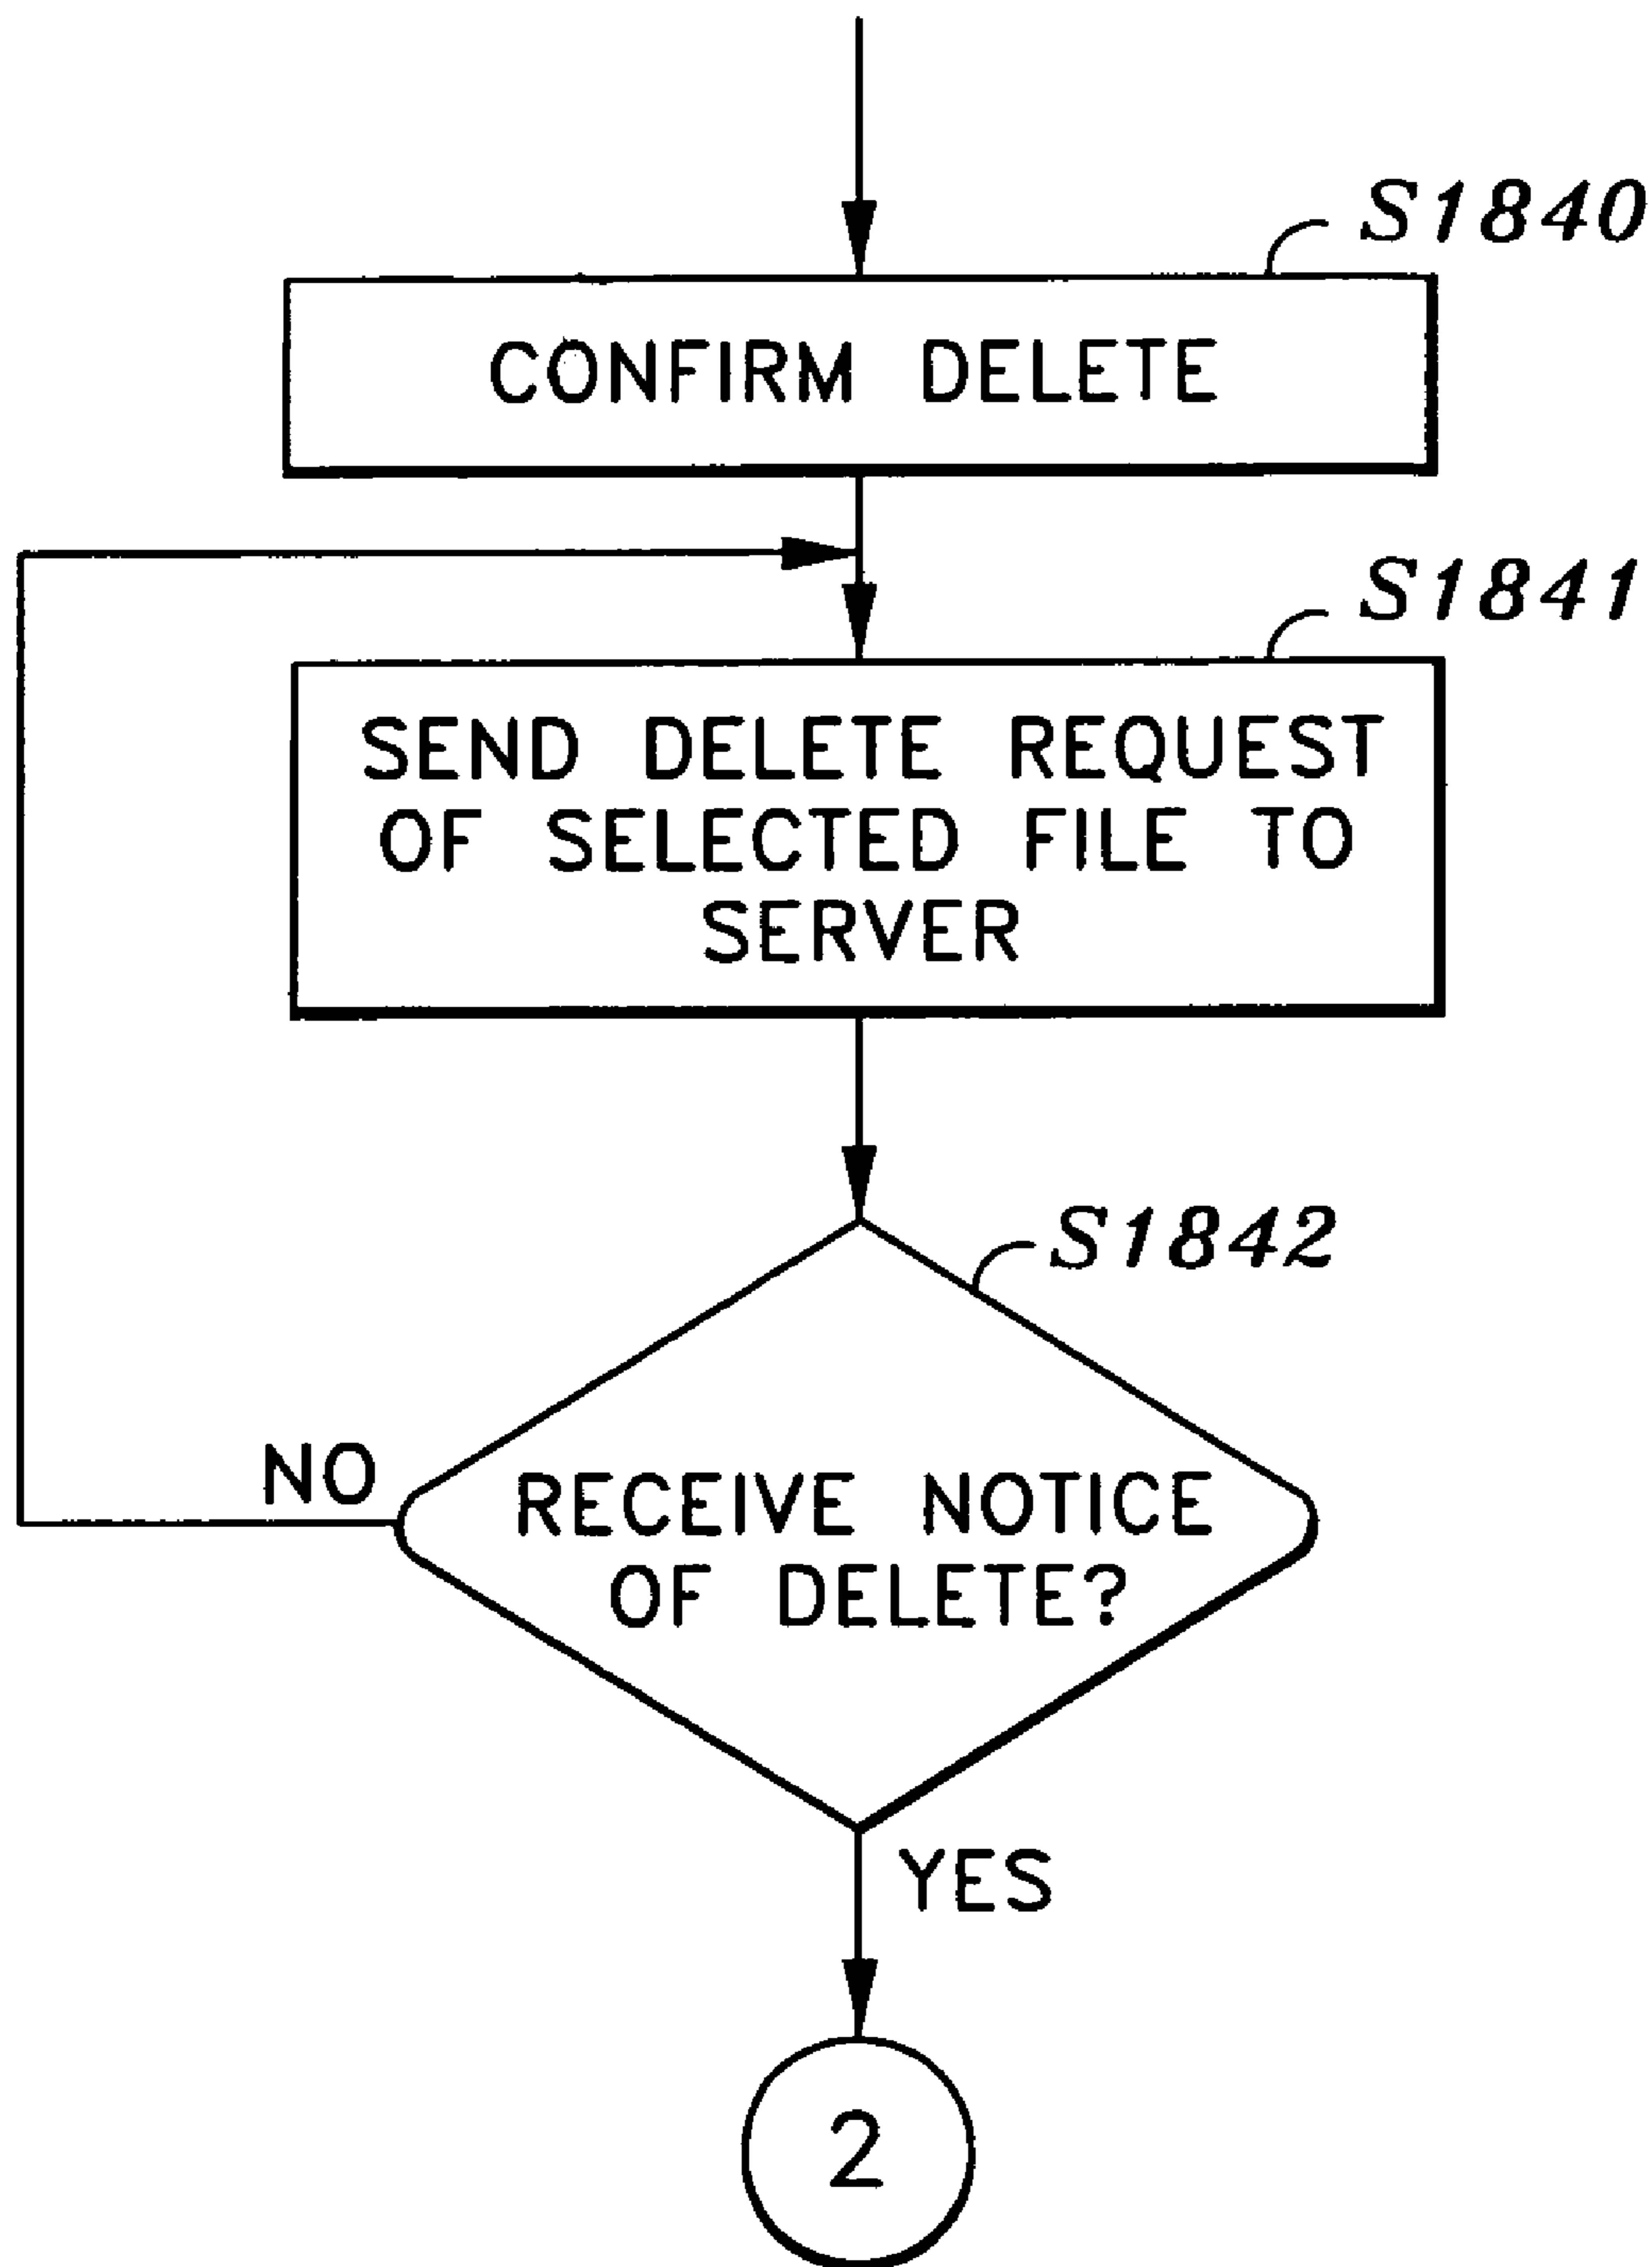 S1840
CONFIRM DELETE
S1841
SEND DELETE REQUEST
OF SELECTED FILE TO
SERVER
S1842
NO
RECEIVE NOTICE
OF DELETE?
YES
2